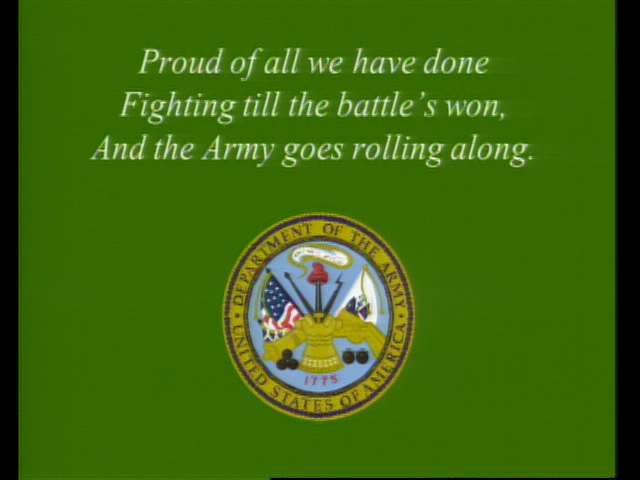 Proud of all we have done
Fighting till the battle's won,
And the Army goes rolling along.
DEPARTMENT OF THE ARMY
UNITED STATES OF AMERICA
1775